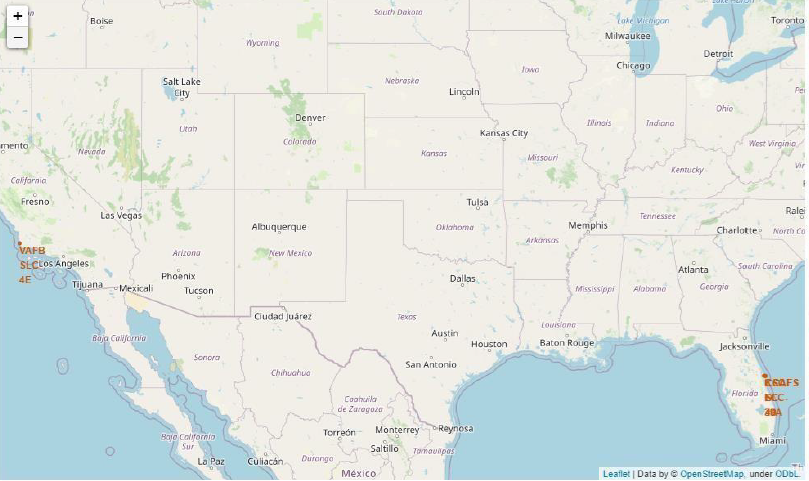 +
−
Boise
South Dakota
Lake Michigan
Toronto
Milwaukee
Wyoming
Detroit
Chicago
Iowa
Salt Lake
City
Nebraska
Lincoln
Ohio
Illinois
Indiana
Denver
Utah
Colorado
Kansas City
mento
Nevada
Kansas
Missouri
West Virginia
Kentucky
California
Fresno
Las Vegas
Tulsa
Ralei
Tennessee
Albuquerque
Oklahoma
Memphis
Charlotte
North Co
Arkansas
VAFB
SLC-
4E
Los Angeles
Arizona
New Mexico
Atlanta
South Carolina
Phoenix
Dallas
Tijuana
Mexicali
Tucson
Mississippi
Alabama
Georgia
Ciudad Juárez
Texas
Louisiana
Austin
Baja California
Houston
Baton Rouge
Jacksonville
Sonora
San Antonio
Chihuahua
Florida
Coahuila
de Zaragoza
Torreón
Monterrey
Reynosa
Baja California
Sur
Saltillo
Miami
La Paz
Culiacán
Durango
Tamaulipas
México
Leaflet | Data by © OpenStreetMap, under ODbL.